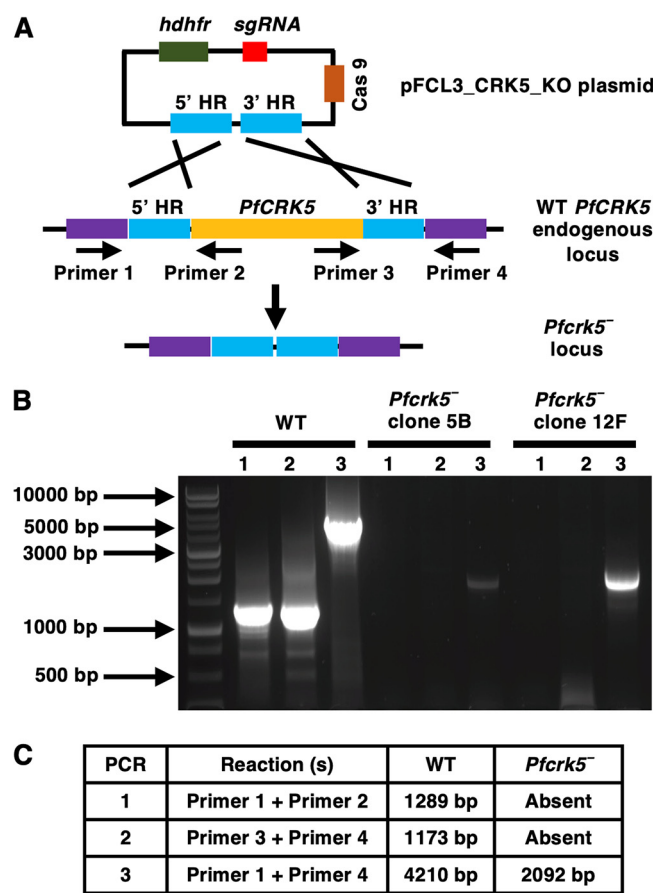 A
hdhfr sgRNA
Cas 9
5’ HR 3’ HR
pFCL3_CRK5_KO plasmid
5’ HR PfCRK5 3’ HR
WT PfCRK5
endogenous
locus
Primer 1 Primer 2 Primer 3 Primer 4
Pfcrk5⁻
locus
B
WT
Pfcrk5⁻
clone 5B
Pfcrk5⁻
clone 12F
1 2 3 1 2 3 1 2 3
10000 bp
5000 bp
3000 bp
1000 bp
500 bp
C
PCR Reaction (s) WT Pfcrk5⁻
1 Primer 1 + Primer 2 1289 bp Absent
2 Primer 3 + Primer 4 1173 bp Absent
3 Primer 1 + Primer 4 4210 bp 2092 bp